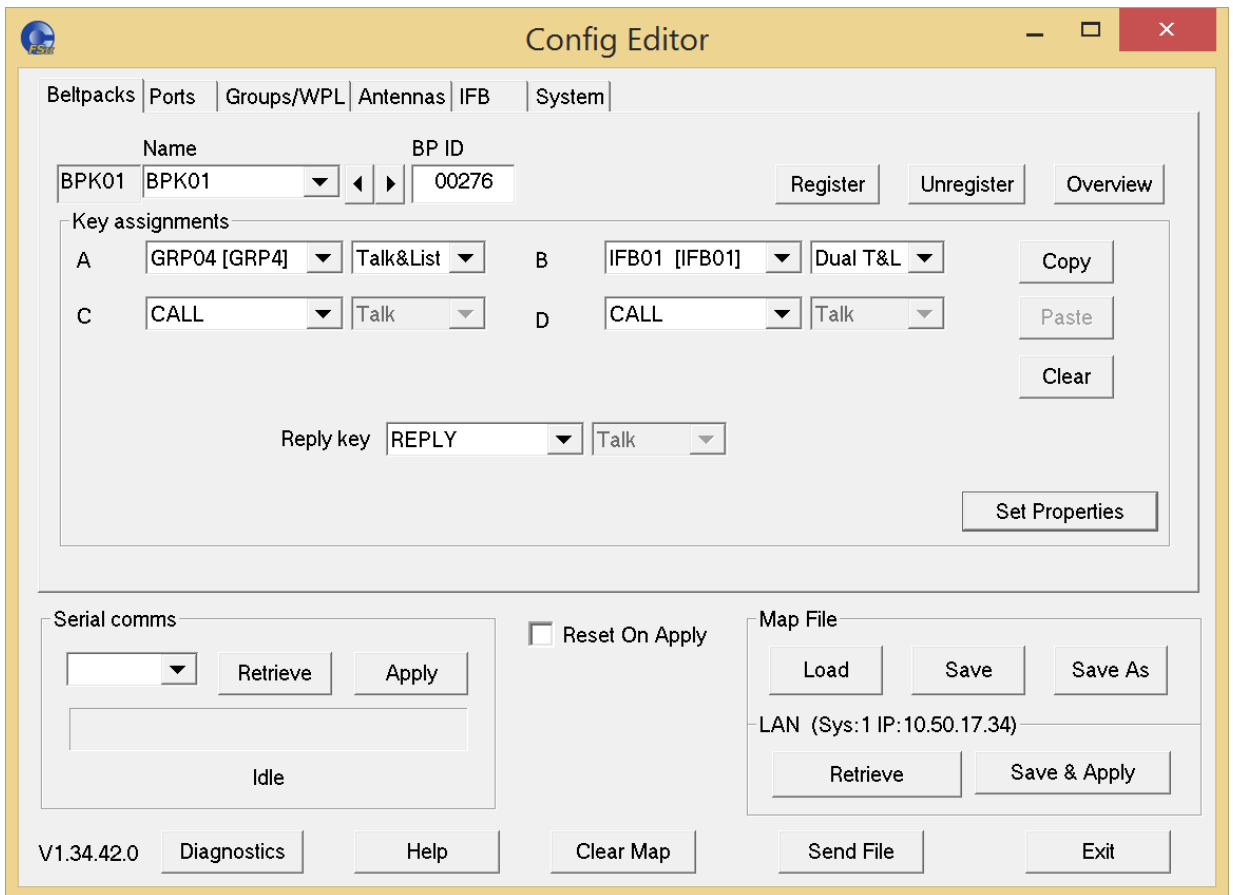 Config Editor
Beltpacks Ports Groups/WPL Antennas IFB System
Name BP ID
BPK01 BPK01 00276 Register Unregister Overview
Key assignments
A GRP04 [GRP4] Talk&List B IFB01 [IFB01] Dual T&L Copy
C CALL Talk D CALL Talk Paste
Clear
Reply key REPLY Talk
Set Properties
Serial comms Reset On Apply Map File
Retrieve Apply Load Save Save As
LAN (Sys:1 IP:10.50.17.34)
Idle Retrieve Save & Apply
V1.34.42.0 Diagnostics Help Clear Map Send File Exit